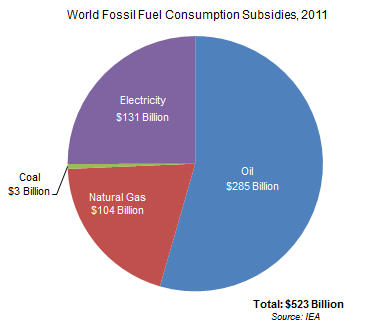 World Fossil Fuel Consumption Subsidies, 2011
Electricity
$131 Billion
Oil
$285 Billion
Coal
$3 Billion
Natural Gas
$104 Billion
Total: $523 Billion
Source: IEA